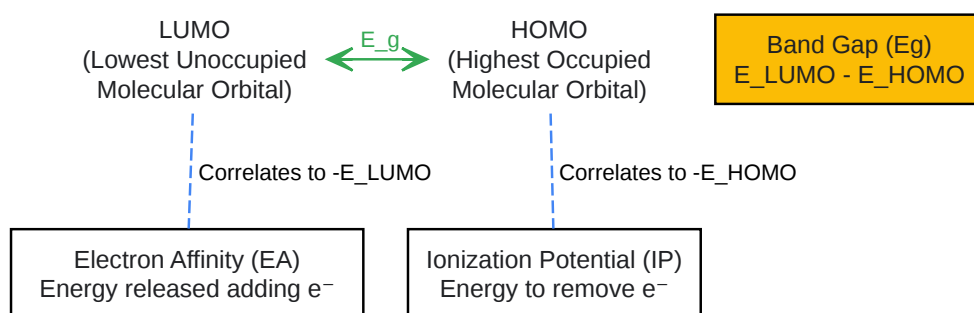 LUMO
(Lowest Unoccupied
Molecular Orbital)
E_g
HOMO
(Highest Occupied
Molecular Orbital)
Band Gap (Eg)
E_LUMO - E_HOMO
Correlates to -E_LUMO
Correlates to -E_HOMO
Electron Affinity (EA)
Energy released adding e⁻
Ionization Potential (IP)
Energy to remove e⁻